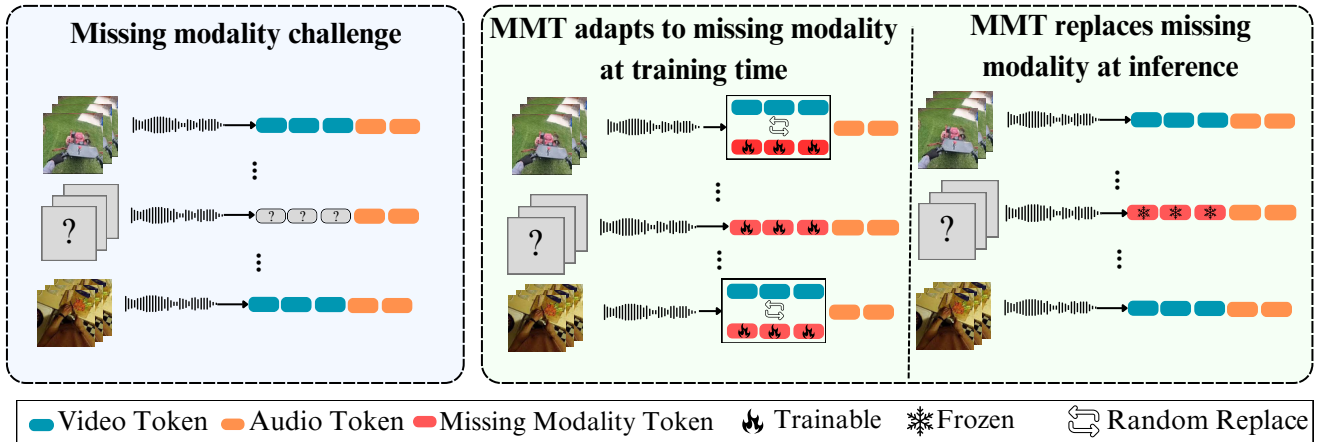 Missing modality challenge
?
? ? ?
MMT adapts to missing modality
at training time
?
MMT replaces missing
modality at inference
?
Video Token Audio Token Missing Modality Token Trainable Frozen Random Replace